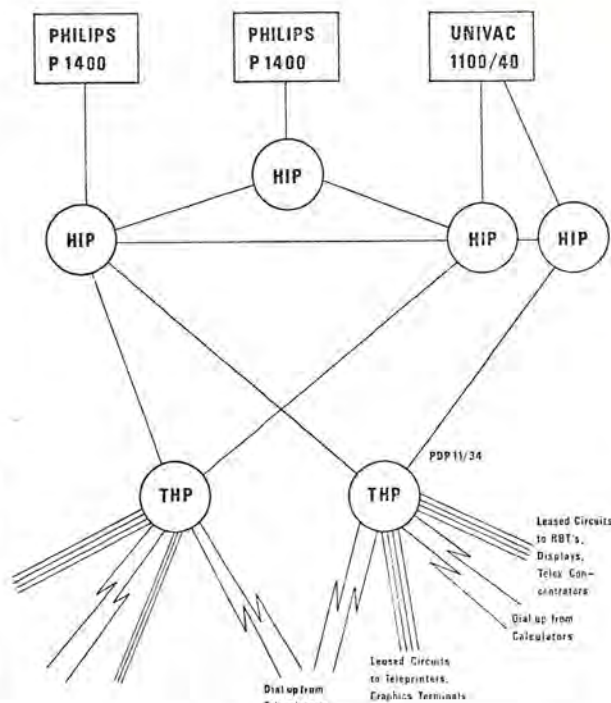 PHILIPS
P 1400
PHILIPS
P 1400
UNIVAC
1100/40
HIP
HIP
HIP
HIP
PDP 11/34
THP
THP
Leased Circuits
to RBT's,
Displays,
Telex Con-
centrators
Dial up from
Calculators
Leased Circuits
to Teleprinters,
Graphics Terminals
Dial up from